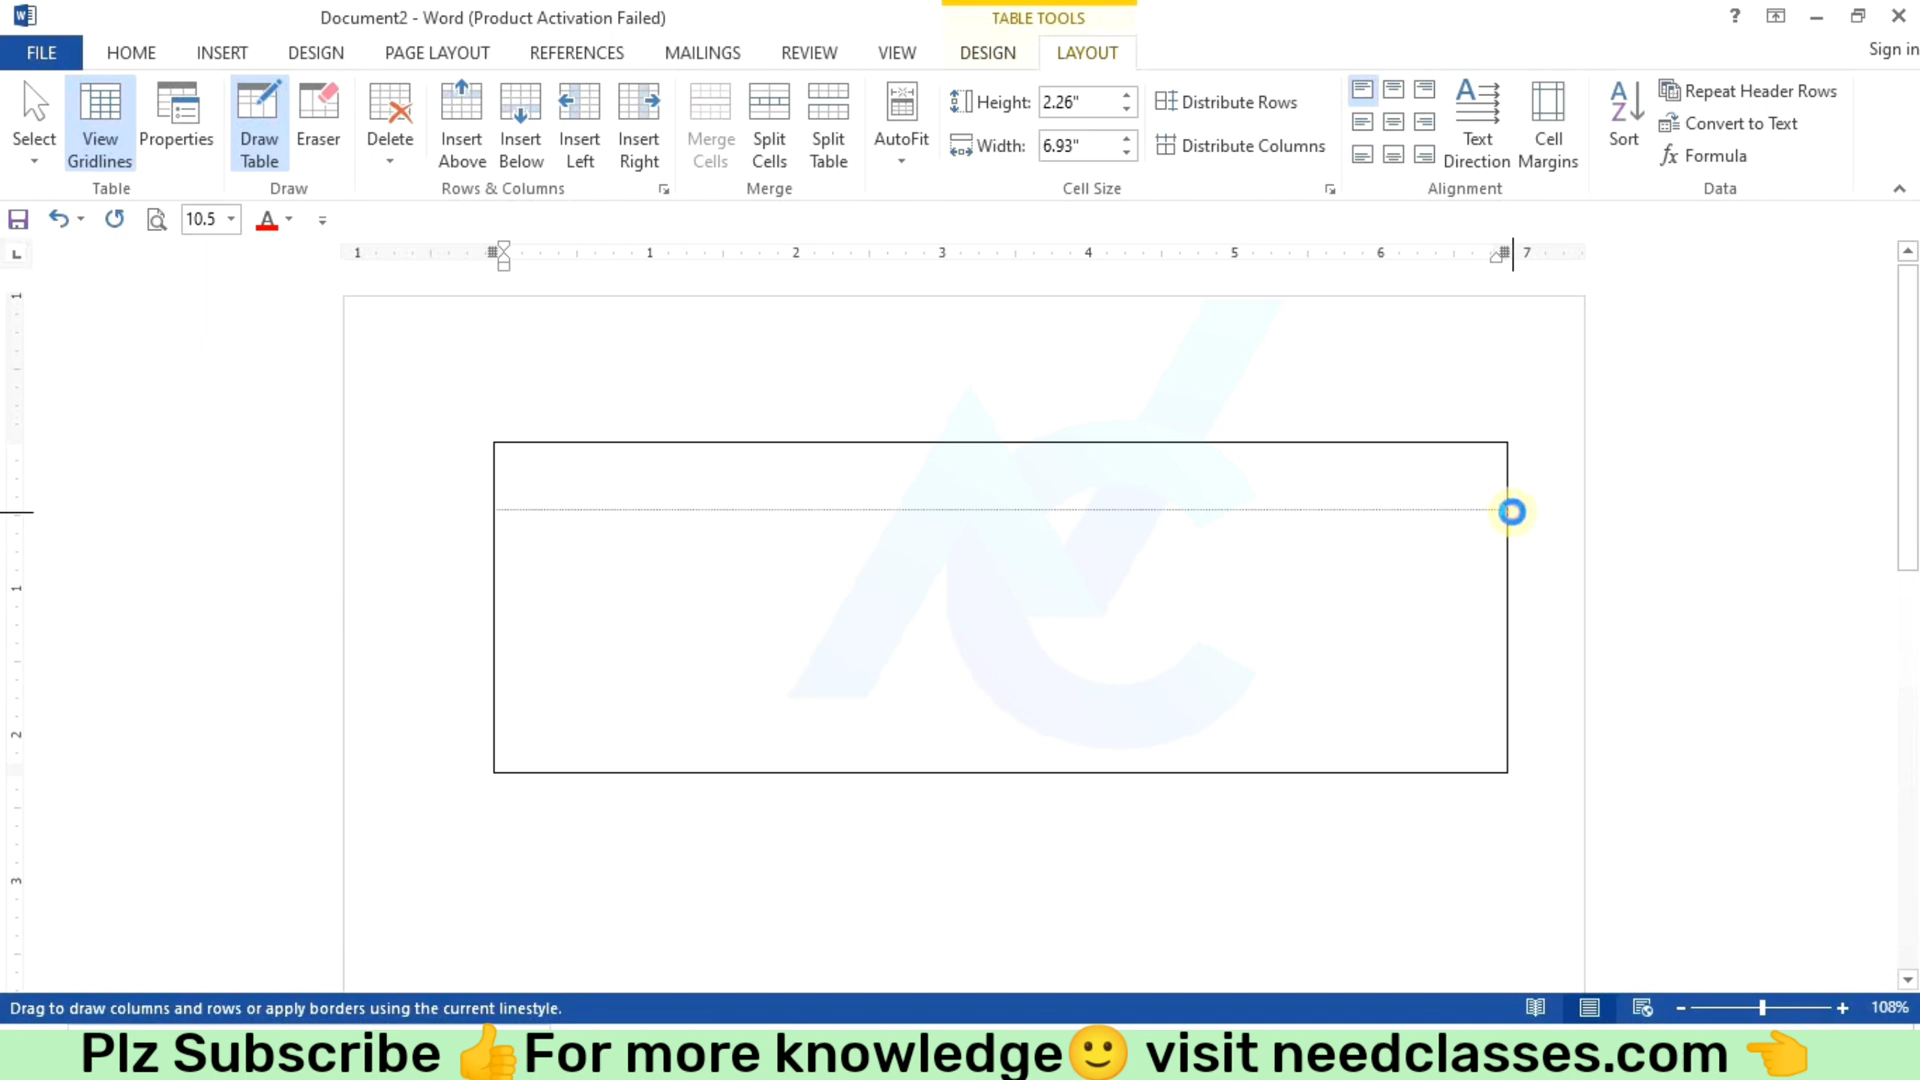 Document2 - Word (Product Activation Failed)
TABLE TOOLS
?
FILE HOME INSERT DESIGN PAGE LAYOUT REFERENCES MAILINGS REVIEW VIEW DESIGN LAYOUT Sign in
Select
View Gridlines
Properties
Table
Draw Table
Eraser
Draw
Delete
Insert Above
Insert Below
Insert Left
Insert Right
Rows & Columns
Merge Cells
Split Cells
Split Table
Merge
AutoFit
Height: 2.26"
Width: 6.93"
Distribute Rows
Distribute Columns
Cell Size
Text Direction
Cell Margins
Alignment
Sort
Repeat Header Rows
Convert to Text
Formula
Data
10.5
1 1 2 3 4 5 6 7
1
1
2
3
Drag to draw columns and rows or apply borders using the current linestyle.
108%
Plz Subscribe 👍For more knowledge🙂 visit needclasses.com 👈